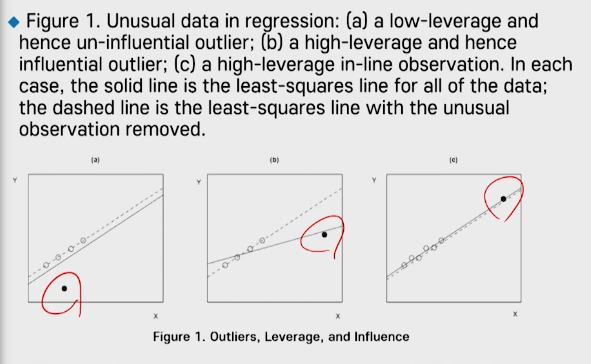 ◆ Figure 1. Unusual data in regression: (a) a low-leverage and
hence un-influential outlier; (b) a high-leverage and hence
influential outlier; (c) a high-leverage in-line observation. In each
case, the solid line is the least-squares line for all of the data;
the dashed line is the least-squares line with the unusual
observation removed.
(a) (b) (c)
Y Y Y
X X X
Figure 1. Outliers, Leverage, and Influence